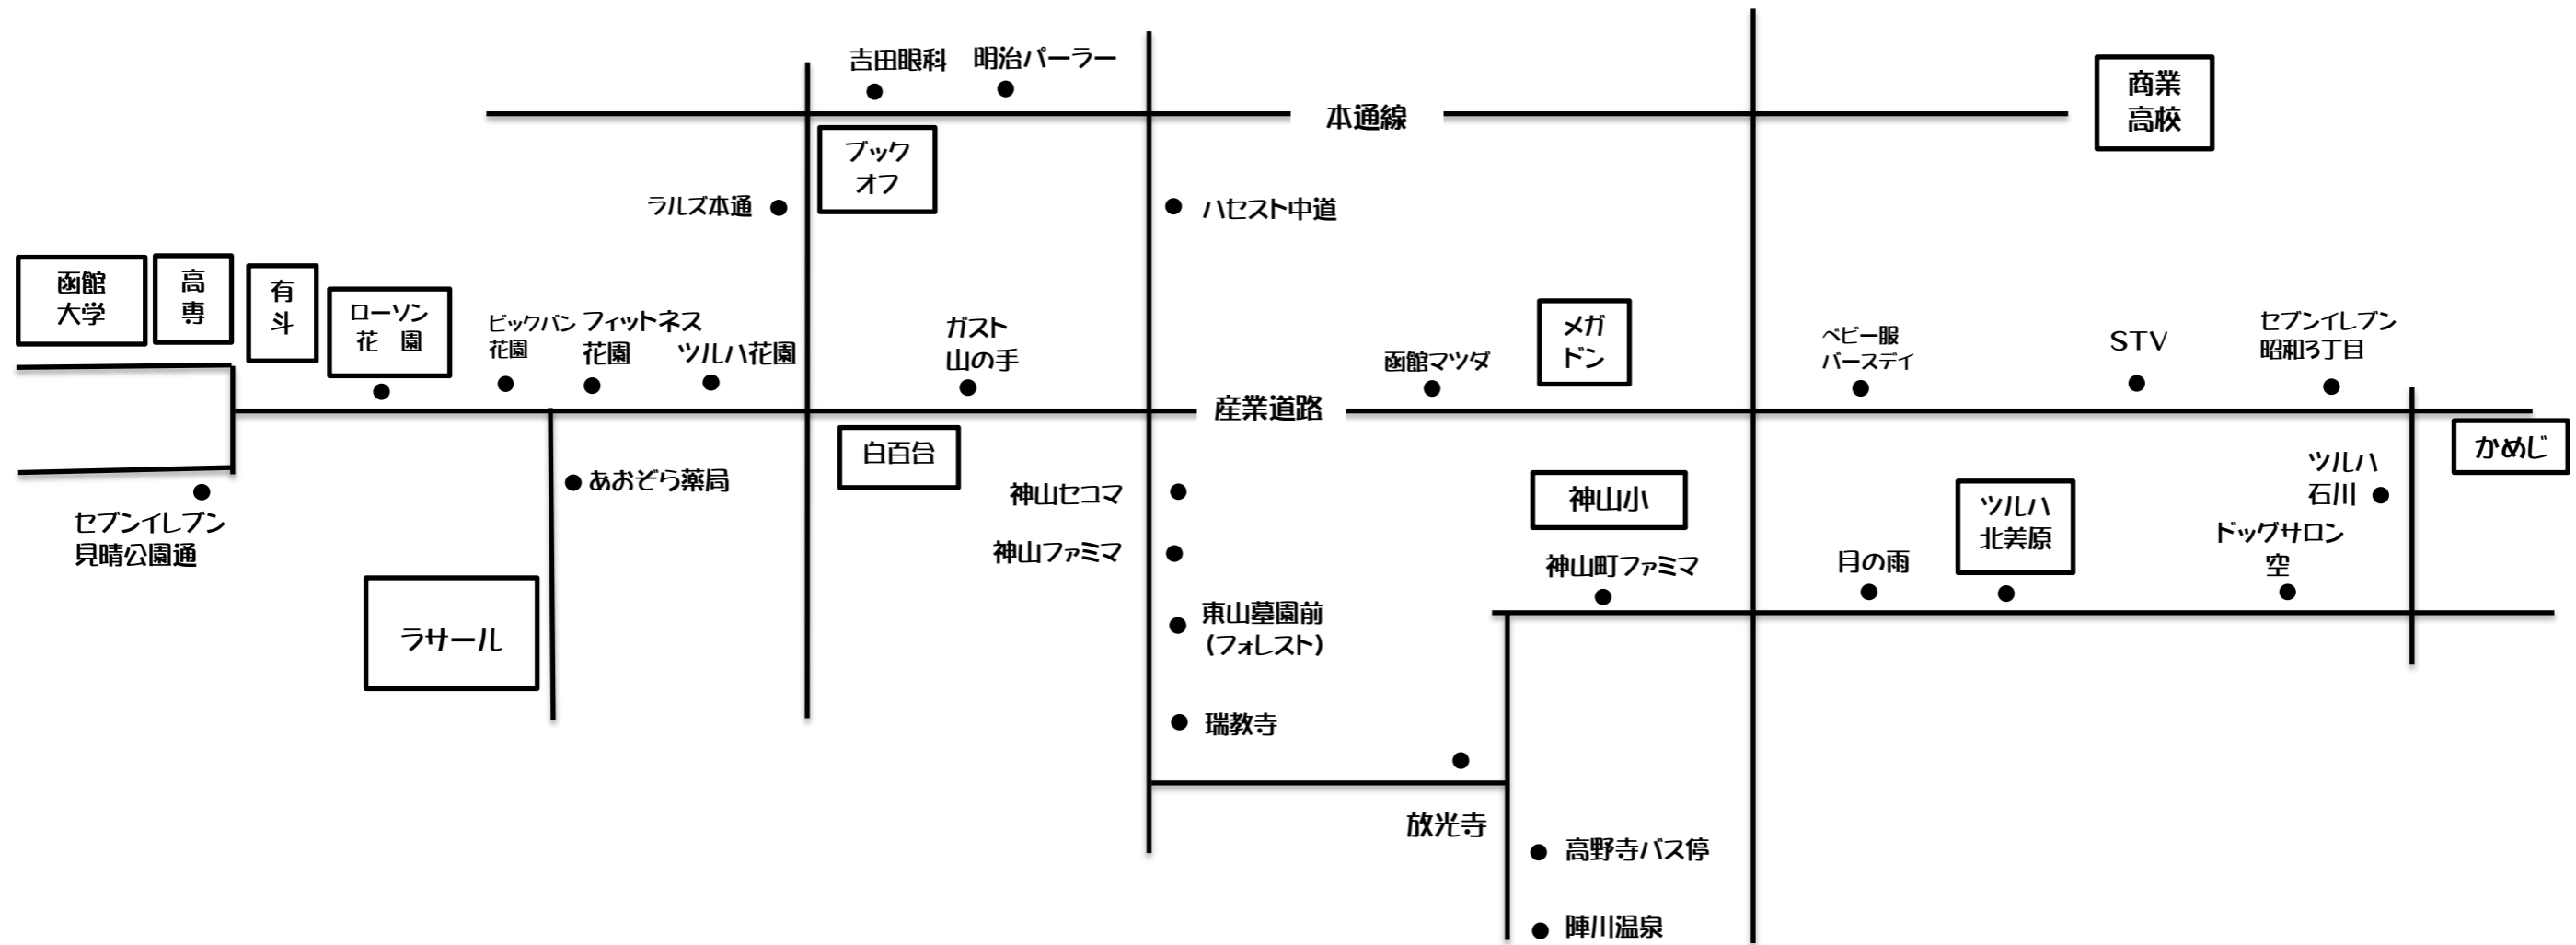 吉田眼科
明治パーラー
本通線
商業
高校
ブック
オフ
ラルズ本通
ハセスト中道
函館
大学
高
専
有
斗
ローソン
花 園
ビックバン
花園
フィットネス
花園
ツルハ花園
ガスト
山の手
産業道路
函館マツダ
メガ
ドン
ベビー服
バースデイ
STV
セブンイレブン
昭和3丁目
かめじ
白百合
あおぞら薬局
セブンイレブン
見晴公園通
ラサール
神山セコマ
神山ファミマ
東山墓園前
(フォレスト)
瑞教寺
放光寺
神山小
神山町ファミマ
月の雨
ツルハ
北美原
ツルハ
石川
ドッグサロン
空
高野寺バス停
陣川温泉